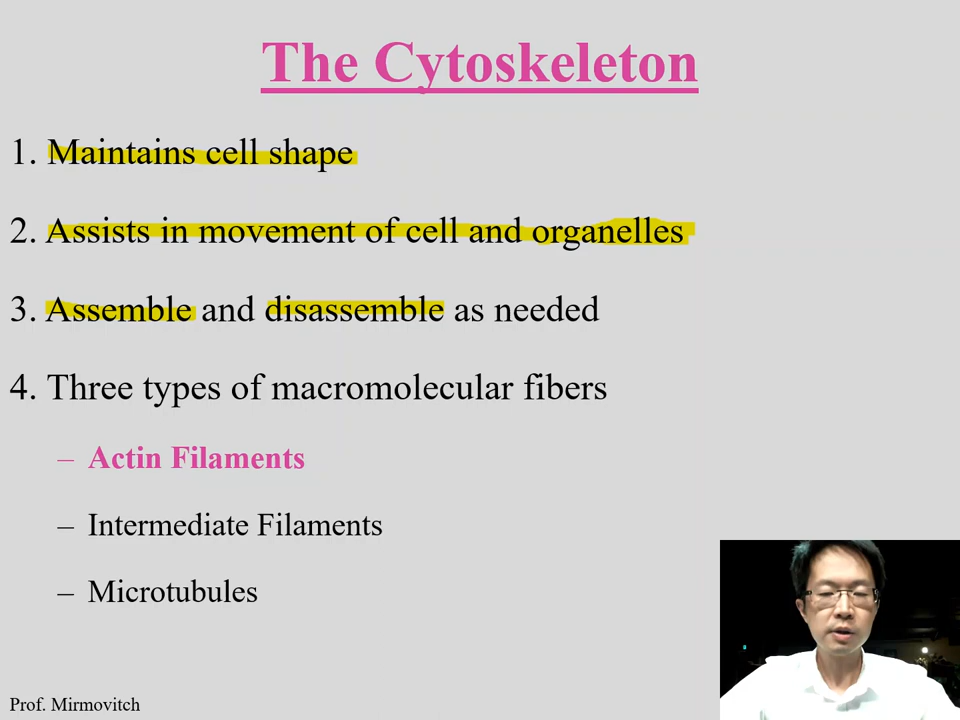 The Cytoskeleton
1. Maintains cell shape
2. Assists in movement of cell and organelles
3. Assemble and disassemble as needed
4. Three types of macromolecular fibers
– Actin Filaments
– Intermediate Filaments
– Microtubules
Prof. Mirmovitch